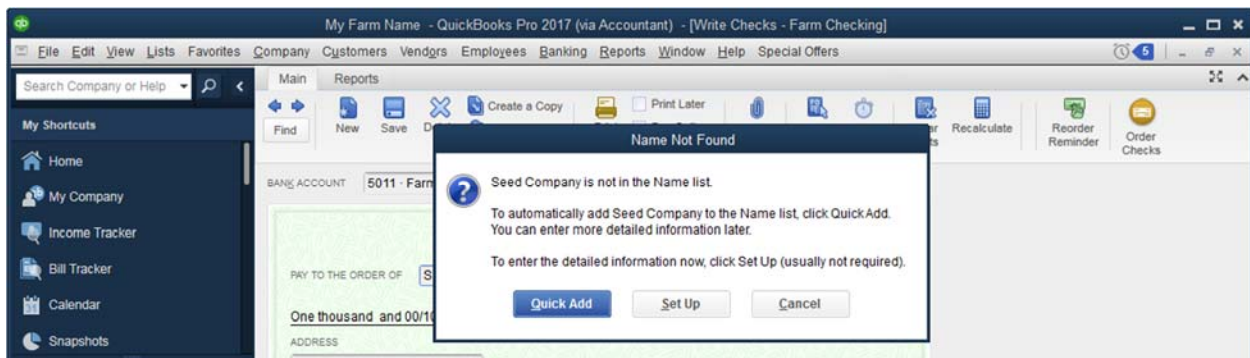 qb
My Farm Name - QuickBooks Pro 2017 (via Accountant) - [Write Checks - Farm Checking]
File Edit View Lists Favorites Company Customers Vendors Employees Banking Reports Window Help Special Offers 5
Search Company or Help
Main Reports
Create a Copy
Print Later
My Shortcuts
Find New Save Recalculate Reorder Reminder Order Checks
Name Not Found
Home
BANK ACCOUNT 5011 · Farm
Seed Company is not in the Name list.
My Company
To automatically add Seed Company to the Name list, click Quick Add.
You can enter more detailed information later.
Income Tracker
Bill Tracker
PAY TO THE ORDER OF S
To enter the detailed information now, click Set Up (usually not required).
Calendar
Quick Add Set Up Cancel
One thousand and 00/10
Snapshots
ADDRESS